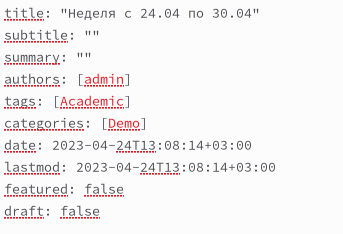 title: "Неделя с 24.04 по 30.04"
subtitle: ""
summary: ""
authors: [admin]
tags: [Academic]
categories: [Demo]
date: 2023-04-24T13:08:14+03:00
lastmod: 2023-04-24T13:08:14+03:00
featured: false
draft: false